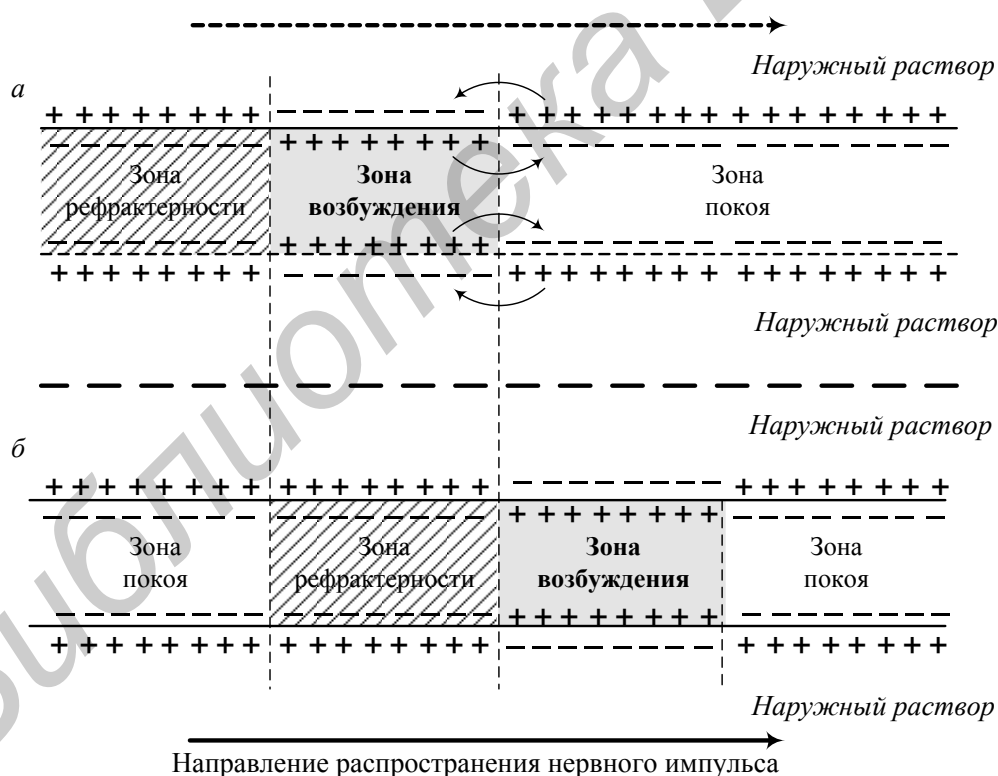 Наружный раствор
а
+ + + + + + + + – – – – – – – – + + + + + + + + + + + + + + + +
– – – – – – – – + + + + + + + + – – – – – – – – – – – – – – – –
Зона Зона Зона
рефрактерности возбуждения покоя
– – – – – – – – + + + + + + + + – – – – – – – – – – – – – – – –
+ + + + + + + + – – – – – – – – + + + + + + + + + + + + + + + +
Наружный раствор
Наружный раствор
б
+ + + + + + + + + + + + + + + + – – – – – – – – + + + + + + + +
– – – – – – – – – – – – – – – – + + + + + + + + – – – – – – – –
Зона Зона Зона Зона
покоя рефрактерности возбуждения покоя
– – – – – – – – – – – – – – – – + + + + + + + + – – – – – – – –
+ + + + + + + + + + + + + + + + – – – – – – – – + + + + + + + +
Наружный раствор
Направление распространения нервного импульса
библиотека